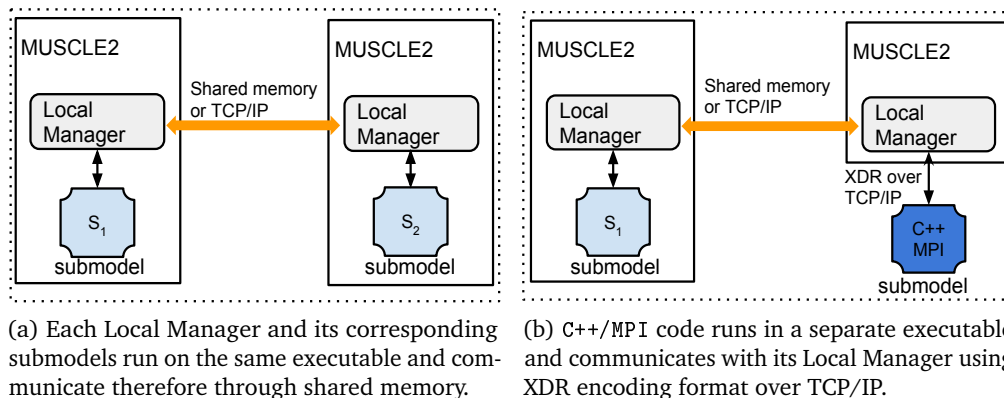 MUSCLE2
Local
Manager
S1
submodel
Shared memory
or TCP/IP
MUSCLE2
Local
Manager
S2
submodel
(a) Each Local Manager and its corresponding
submodels run on the same executable and com-
municate therefore through shared memory.
MUSCLE2
Local
Manager
S1
submodel
Shared memory
or TCP/IP
MUSCLE2
Local
Manager
XDR over
TCP/IP
C++
MPI
submodel
(b) C++/MPI code runs in a separate executable
and communicates with its Local Manager using
XDR encoding format over TCP/IP.